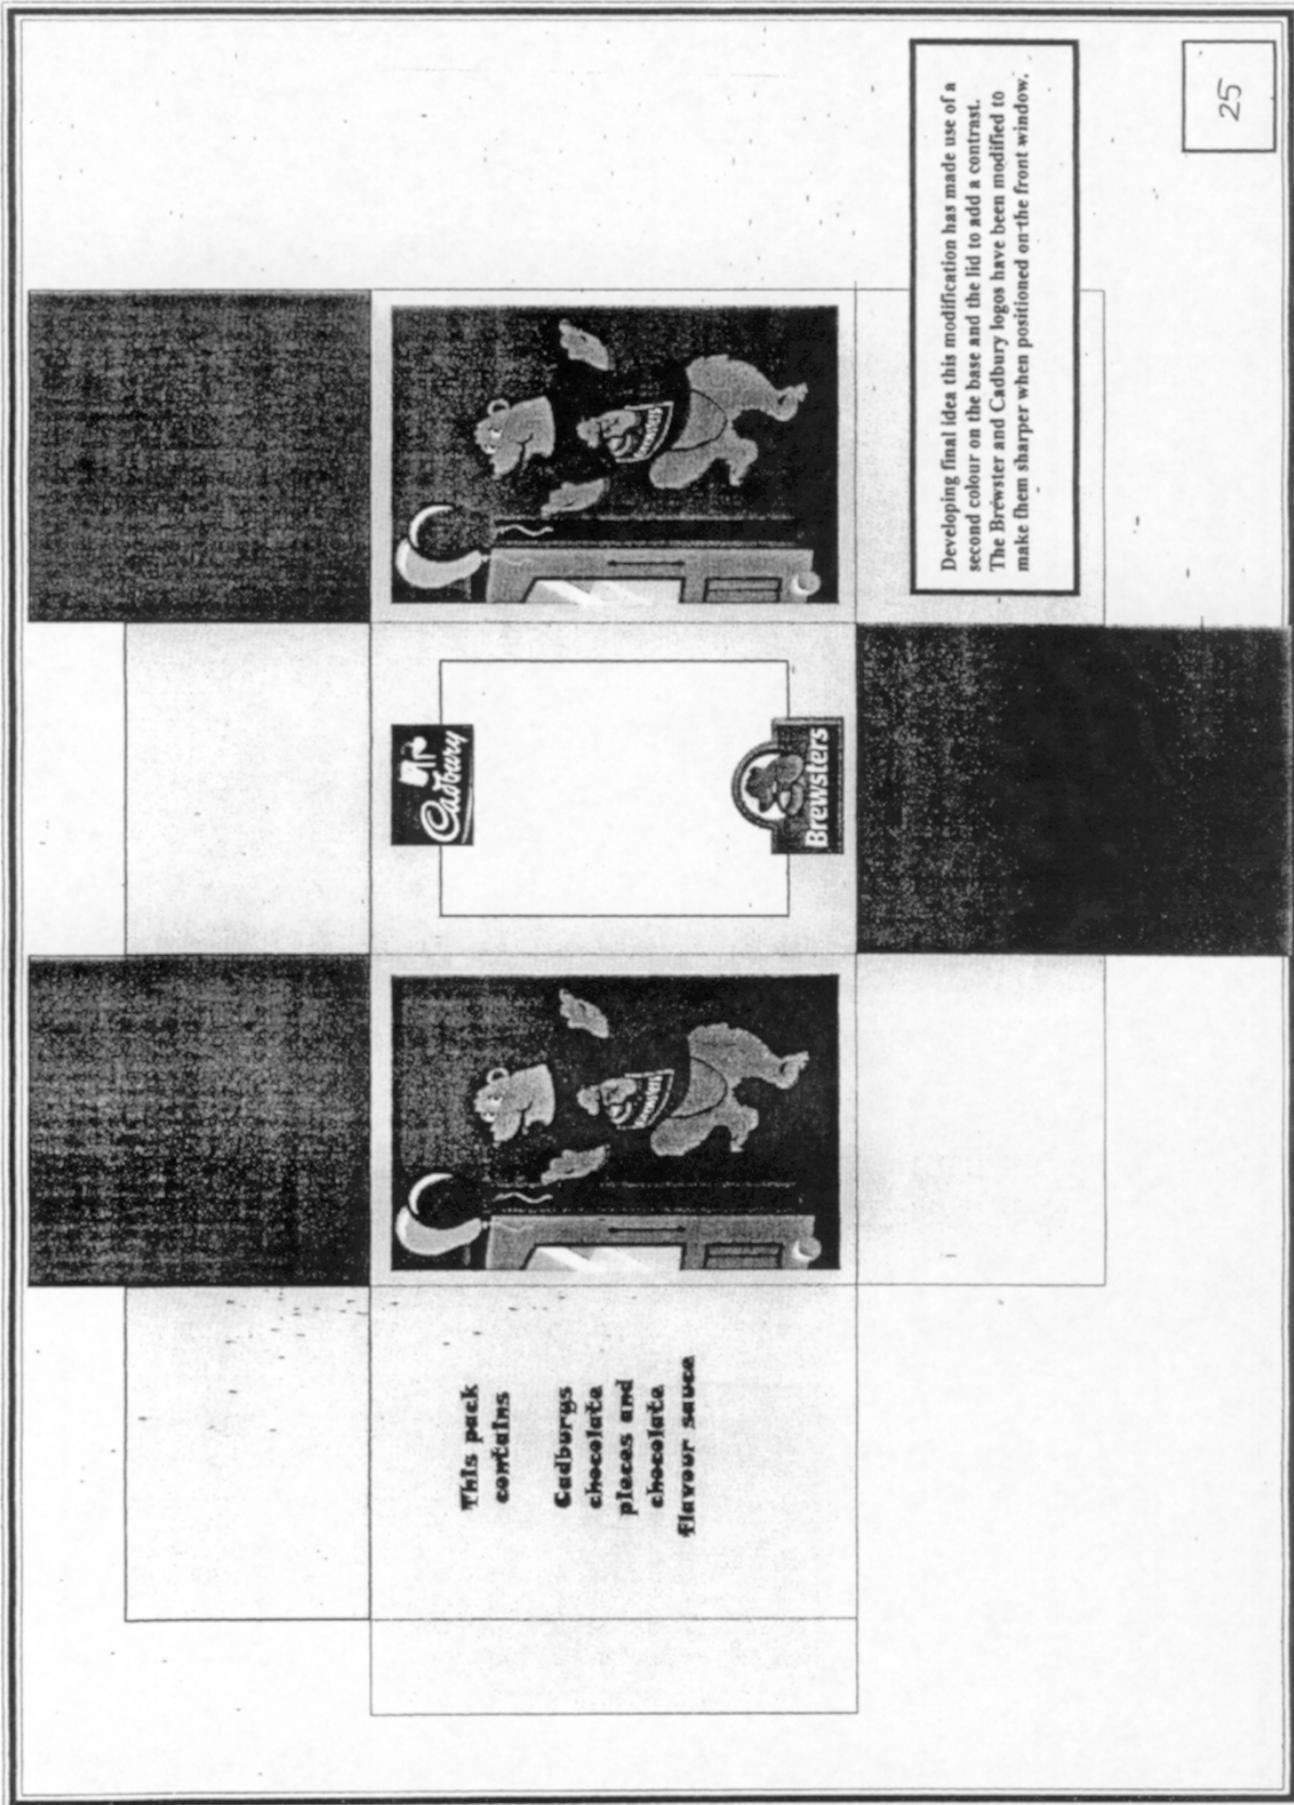 Developing final idea this modification has made use of a
second colour on the base and the lid to add a contrast.
The Brewster and Cadbury logos have been modified to
make them sharper when positioned on the front window.
25
Cadbury
Brewsters
Brewsters
Brewsters
This pack
contains
Cadburys
chocolate
pieces and
chocolate
flavour sauce